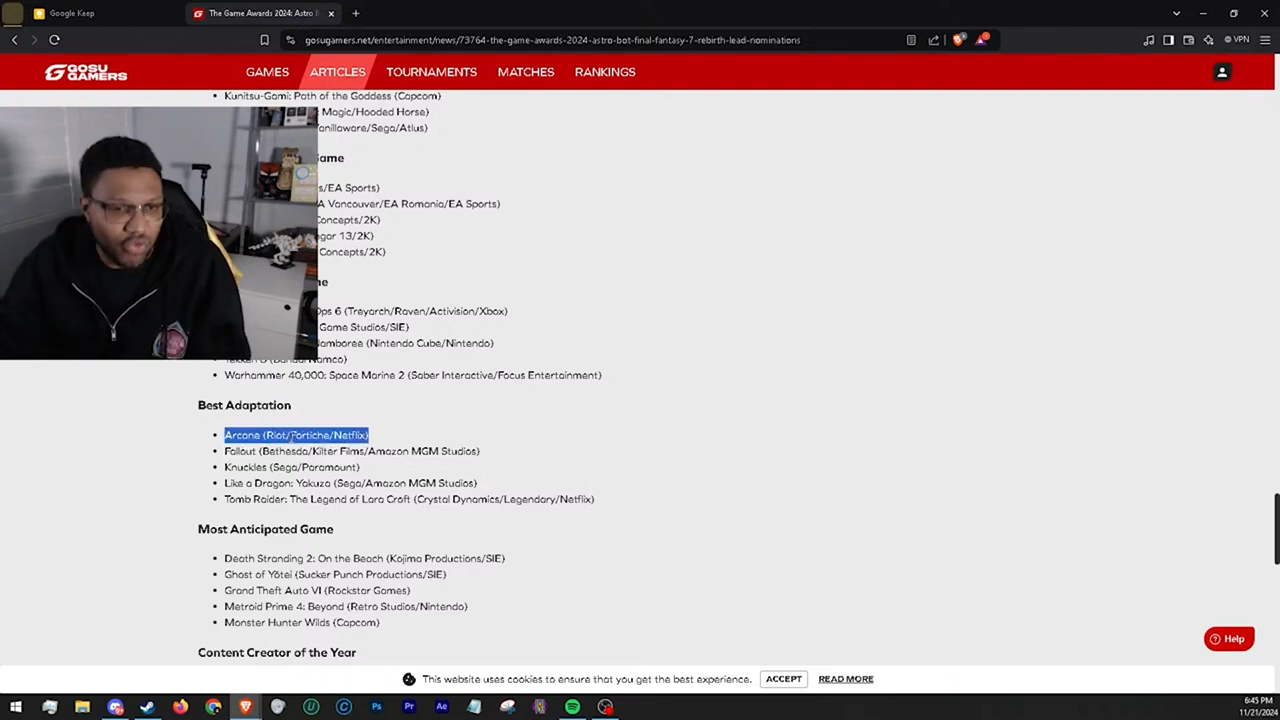 Google Keep
The Game Awards 2024: Astro
gosugamers.net/entertainment/news/73764-the-game-awards-2024-astro-bot-final-fantasy-7-rebirth-lead-nominations
VPN
GOSU GAMERS
GAMES
ARTICLES
TOURNAMENTS
MATCHES
RANKINGS
Kunitsu-Gami: Path of the Goddess (Capcom)
Magic/Hooded Horse)
anillaware/Sega/Atlus)
ame
s/EA Sports)
A Vancouver/EA Romania/EA Sports)
Concepts/2K)
gar 13/2K)
Concepts/2K)
me
Ops 6 (Treyarch/Raven/Activision/Xbox)
Game Studios/SIE)
Jamboree (Nintendo Cube/Nintendo)
Warhammer 40,000: Space Marine 2 (Saber Interactive/Focus Entertainment)
Best Adaptation
Arcane (Riot/Fortiche/Netflix)
Fallout (Bethesda/Kilter Films/Amazon MGM Studios)
Knuckles (Sega/Paramount)
Like a Dragon: Yakuza (Sega/Amazon MGM Studios)
Tomb Raider: The Legend of Lara Croft (Crystal Dynamics/Legendary/Netflix)
Most Anticipated Game
Death Stranding 2: On the Beach (Kojima Productions/SIE)
Ghost of Yōtei (Sucker Punch Productions/SIE)
Grand Theft Auto VI (Rockstar Games)
Metroid Prime 4: Beyond (Retro Studios/Nintendo)
Monster Hunter Wilds (Capcom)
Content Creator of the Year
Help
This website uses cookies to ensure that you get the best experience.
ACCEPT
READ MORE
6:45 PM
11/21/2024